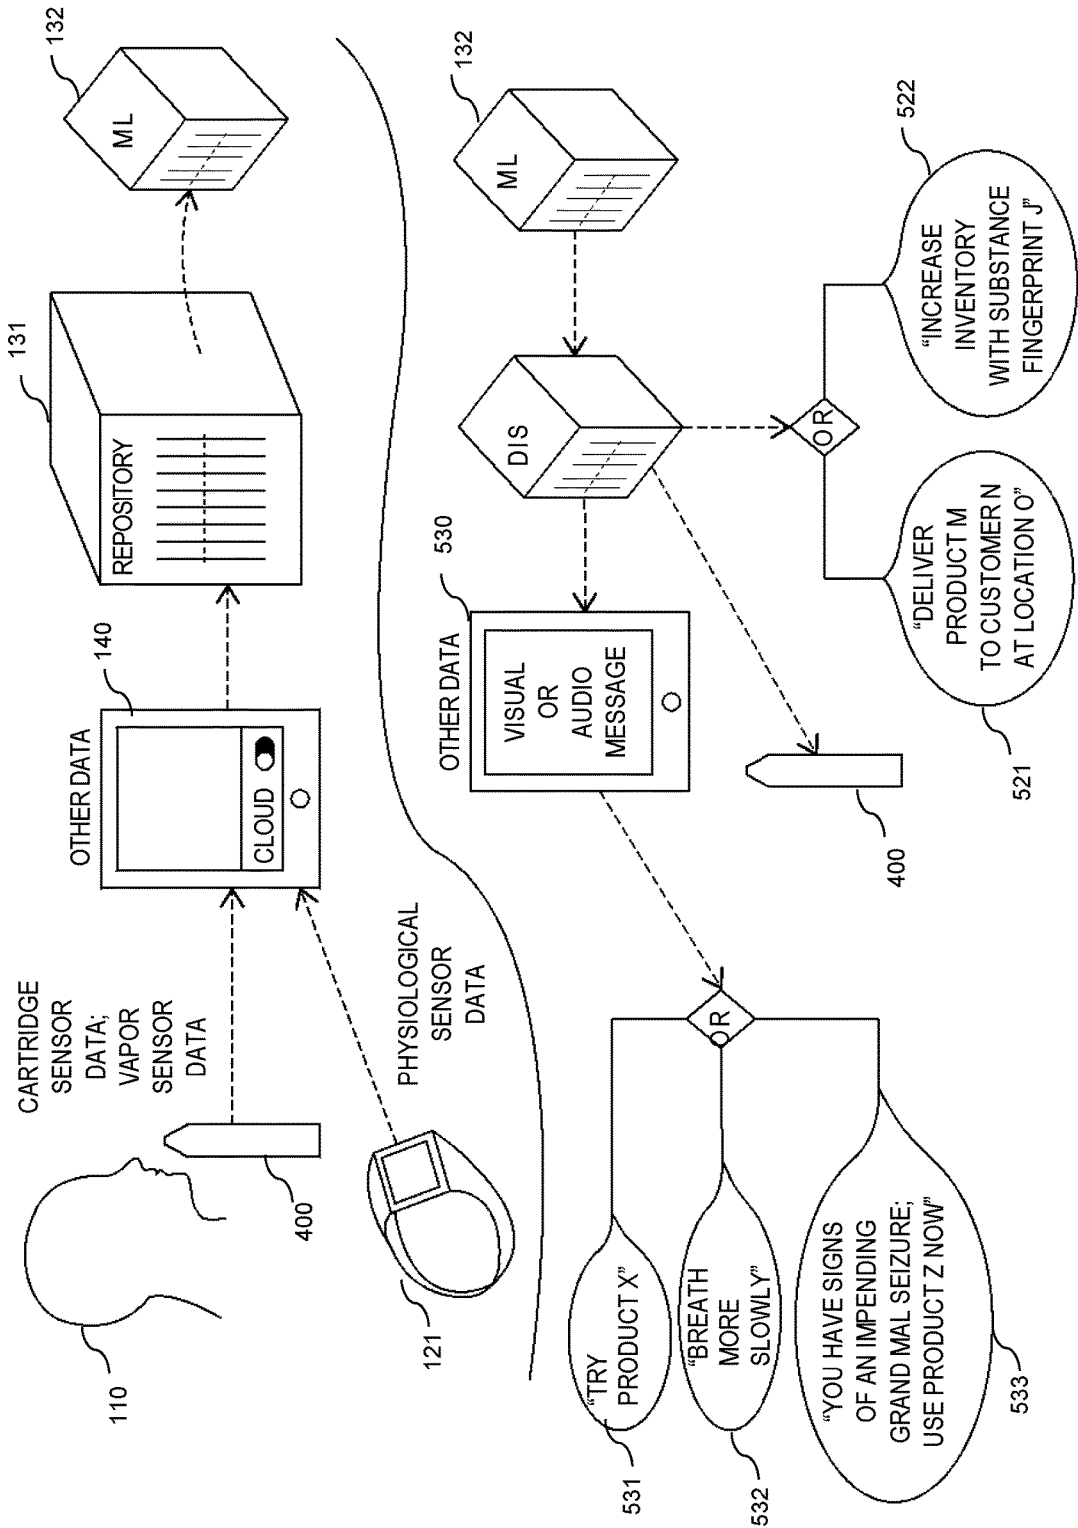 CARTRIDGE
SENSOR
DATA;
VAPOR
SENSOR
DATA
110
400
121
PHYSIOLOGICAL
SENSOR
DATA
OTHER DATA
140
CLOUD
131
REPOSITORY
132
ML
132
ML
DIS
530
OTHER DATA
VISUAL
OR
AUDIO
MESSAGE
400
OR
"TRY
PRODUCT X"
531
"BREATH
MORE
SLOWLY"
532
"YOU HAVE SIGNS
OF AN IMPENDING
GRAND MAL SEIZURE;
USE PRODUCT Z NOW"
533
OR
"DELIVER
PRODUCT M
TO CUSTOMER N
AT LOCATION O"
521
"INCREASE
INVENTORY
WITH SUBSTANCE
FINGERPRINT J"
522